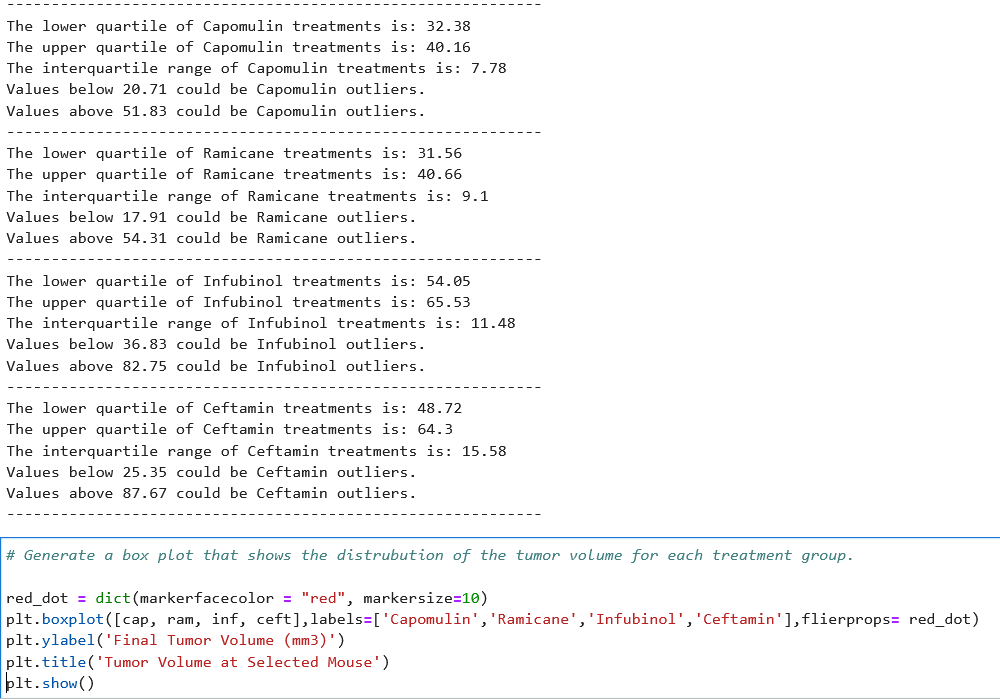 ------------------------------------------------------------
The lower quartile of Capomulin treatments is: 32.38
The upper quartile of Capomulin treatments is: 40.16
The interquartile range of Capomulin treatments is: 7.78
Values below 20.71 could be Capomulin outliers.
Values above 51.83 could be Capomulin outliers.
------------------------------------------------------------
The lower quartile of Ramicane treatments is: 31.56
The upper quartile of Ramicane treatments is: 40.66
The interquartile range of Ramicane treatments is: 9.1
Values below 17.91 could be Ramicane outliers.
Values above 54.31 could be Ramicane outliers.
------------------------------------------------------------
The lower quartile of Infubinol treatments is: 54.05
The upper quartile of Infubinol treatments is: 65.53
The interquartile range of Infubinol treatments is: 11.48
Values below 36.83 could be Infubinol outliers.
Values above 82.75 could be Infubinol outliers.
------------------------------------------------------------
The lower quartile of Ceftamin treatments is: 48.72
The upper quartile of Ceftamin treatments is: 64.3
The interquartile range of Ceftamin treatments is: 15.58
Values below 25.35 could be Ceftamin outliers.
Values above 87.67 could be Ceftamin outliers.
------------------------------------------------------------
# Generate a box plot that shows the distrubution of the tumor volume for each treatment group.
red_dot = dict(markerfacecolor = "red", markersize=10)
plt.boxplot([cap, ram, inf, ceft],labels=['Capomulin','Ramicane','Infubinol','Ceftamin'],flierprops= red_dot)
plt.ylabel('Final Tumor Volume (mm3)')
plt.title('Tumor Volume at Selected Mouse')
plt.show()